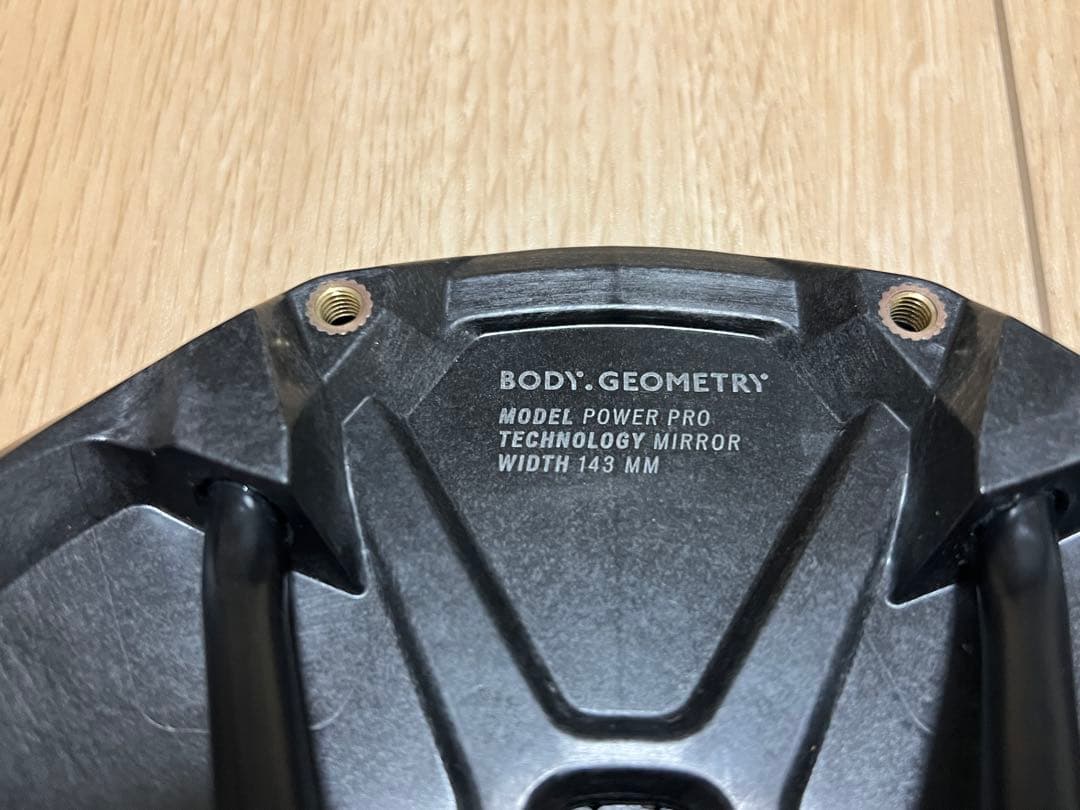 BODY. GEOMETRY
MODEL POWER PRO
TECHNOLOGY MIRROR
WIDTH 143 MM